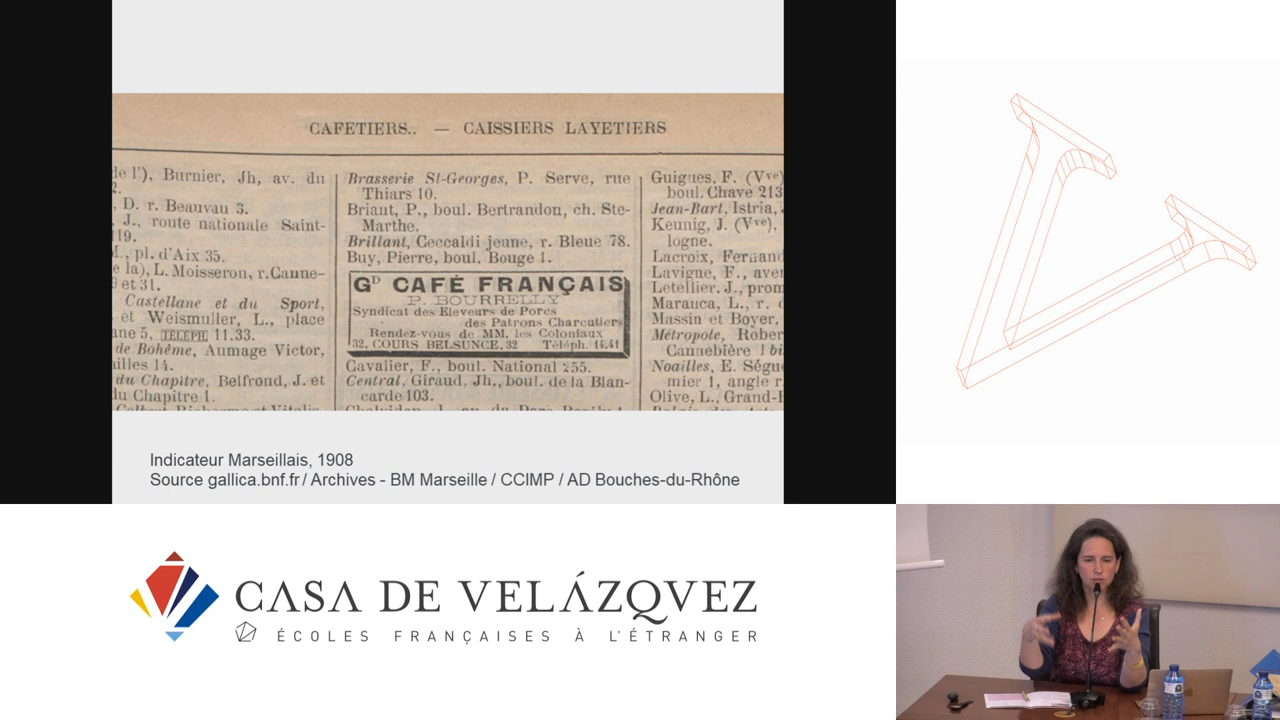 CAFETIERS.. — CAISSIERS LAYETIERS
de l'), Burnier, Jh, av. du
2.
, D. r. Beauvau 3.
. J., route nationale Saint-
119.
M., pl. d'Aix 35.
e la), L. Moisseron, r. Canne-
9 et 31.
Castellane et du Sport,
et Weismuller, L., place
ane 5, TÉLÉPH. 11.33.
de Bohême, Aumage Victor,
ailles 14.
du Chapitre, Belfrond, J. et
du Chapitre 1.
Brasserie St-Georges, P. Serve, rue
Thiars 10.
Briant, P., boul. Bertrandon, ch. Ste-
Marthe.
Brillant, Ceccaldi jeune, r. Bleue 78.
Buy, Pierre, boul. Bouge 1.
GD CAFÉ FRANÇAIS
P. BOURRELLY
Syndicat des Eleveurs de Porcs
des Patrons Charcutiers
Rendez-vous de MM. les Coloniaux
32, COURS BELSUNCE, 32 Téléph. 14.41
Cavalier, F., boul. National 255.
Central, Giraud, Jh., boul. de la Blan-
carde 103.
Guigues, F. (Vve)
boul. Chave 213
Jean-Bart, Istria,
Keunig, J. (Vve),
logne.
Lacroix, Fernand
Lavigne, F., aven
Letellier. J., prom
Maranca, L., r. d
Massin et Boyer,
Métropole, Rober
Cannebière 1 bi
Noailles, E. Ségu
mier 1, angle r.
Olive, L., Grand-
Indicateur Marseillais, 1908
Source gallica.bnf.fr / Archives - BM Marseille / CCIMP / AD Bouches-du-Rhône
CASA DE VELÁZQVEZ
ÉCOLES FRANÇAISES À L'ÉTRANGER